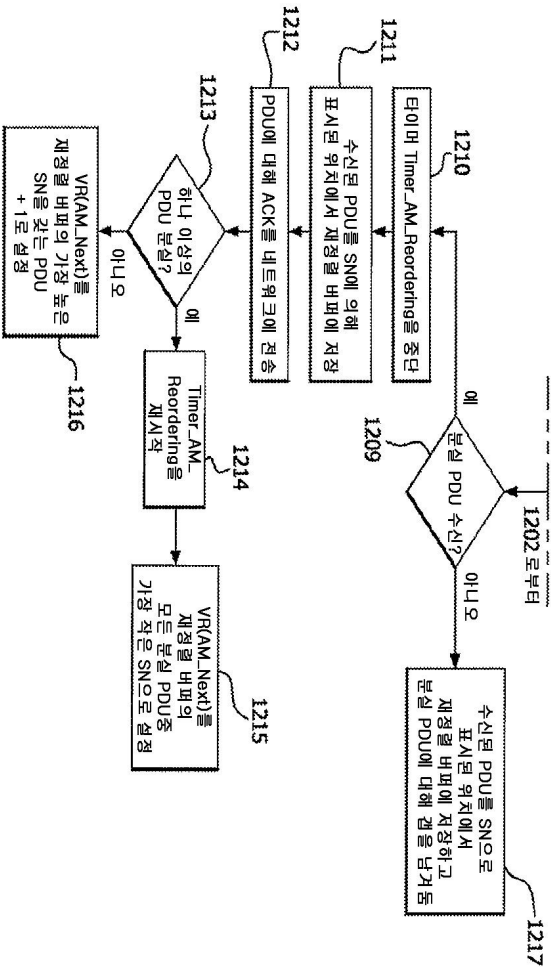 1202로부터
분실 PDU 수신?
1209
예
아니오
타이머 Timer_AM_Reordering을 중단
1210
수신된 PDU를 SN에 의해
표시된 위치에서 재정렬 버퍼에 저장
1211
PDU에 대해 ACK를 네트워크에 전송
1212
하나 이상의
PDU 분실?
1213
예
아니오
Timer_AM_
Reordering을
재시작
1214
VR(AM_Next)를
재정렬 버퍼의
모든 분실 PDU중
가장 작은 SN으로 설정
1215
VR(AM_Next)를
재정렬 버퍼의 가장 높은
SN을 갖는 PDU
+ 1로 설정
1216
수신된 PDU를 SN으로
표시된 위치에서
재정렬 버퍼에 저장하고
분실 PDU에 대해 갭을 남겨둠
1217